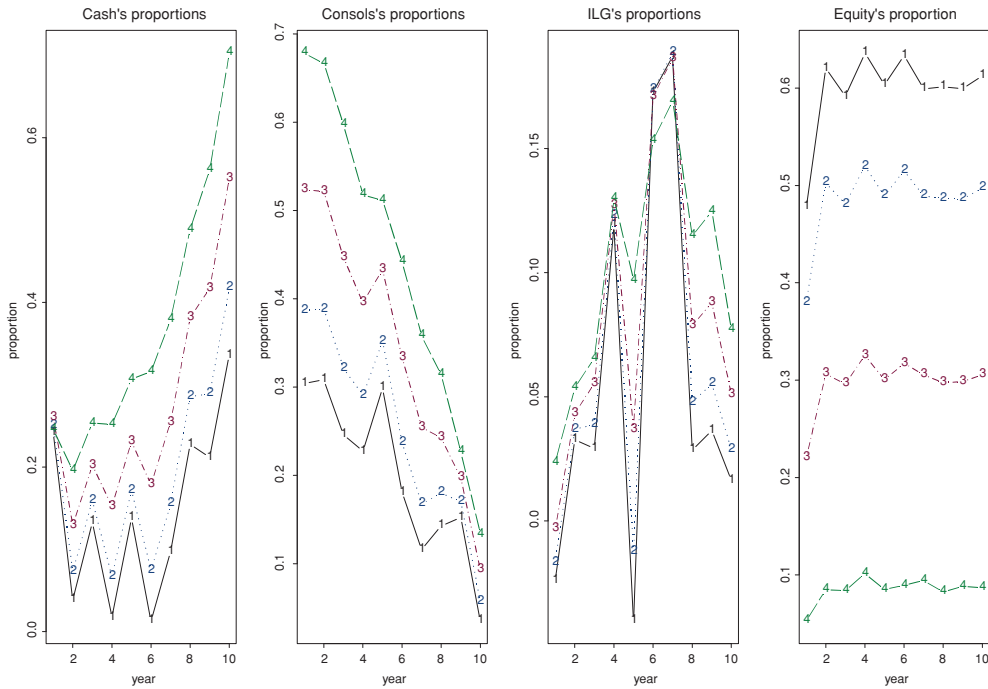 Cash's proportions
proportion
0.0 0.2 0.4 0.6
2 4 6 8 10
year
Consols's proportions
proportion
0.1 0.2 0.3 0.4 0.5 0.6 0.7
2 4 6 8 10
year
ILG's proportions
proportion
0.0 0.05 0.10 0.15
2 4 6 8 10
year
Equity's proportion
proportion
0.1 0.2 0.3 0.4 0.5 0.6
2 4 6 8 10
year